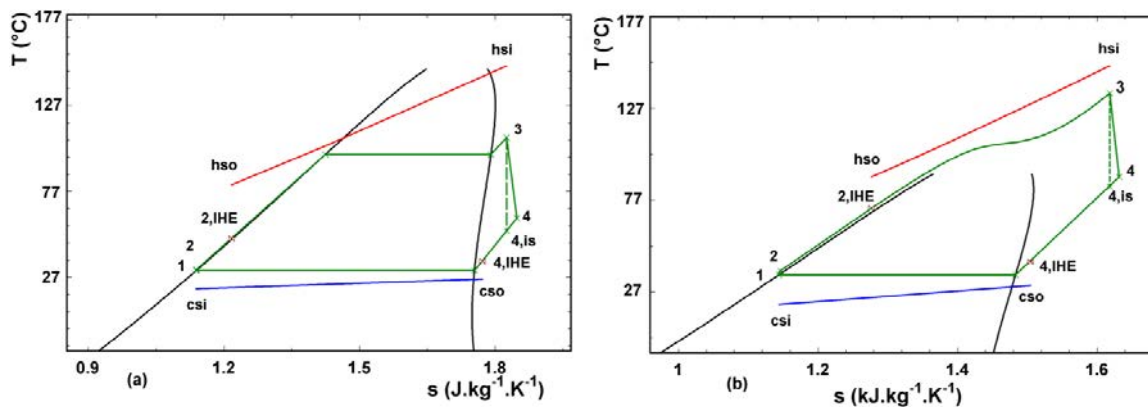 177
127
77
27
T (°C)
hsi
hso
3
2,IHE
2
1
4
4,is
4,IHE
csi
cso
0.9
1.2
1.5
1.8
(a)
s (J.kg⁻¹.K⁻¹)
177
127
77
27
T (°C)
hsi
3
hso
2,IHE
4
4,is
2
1
4,IHE
csi
cso
1
1.2
1.4
1.6
s (kJ.kg⁻¹.K⁻¹)
(b)